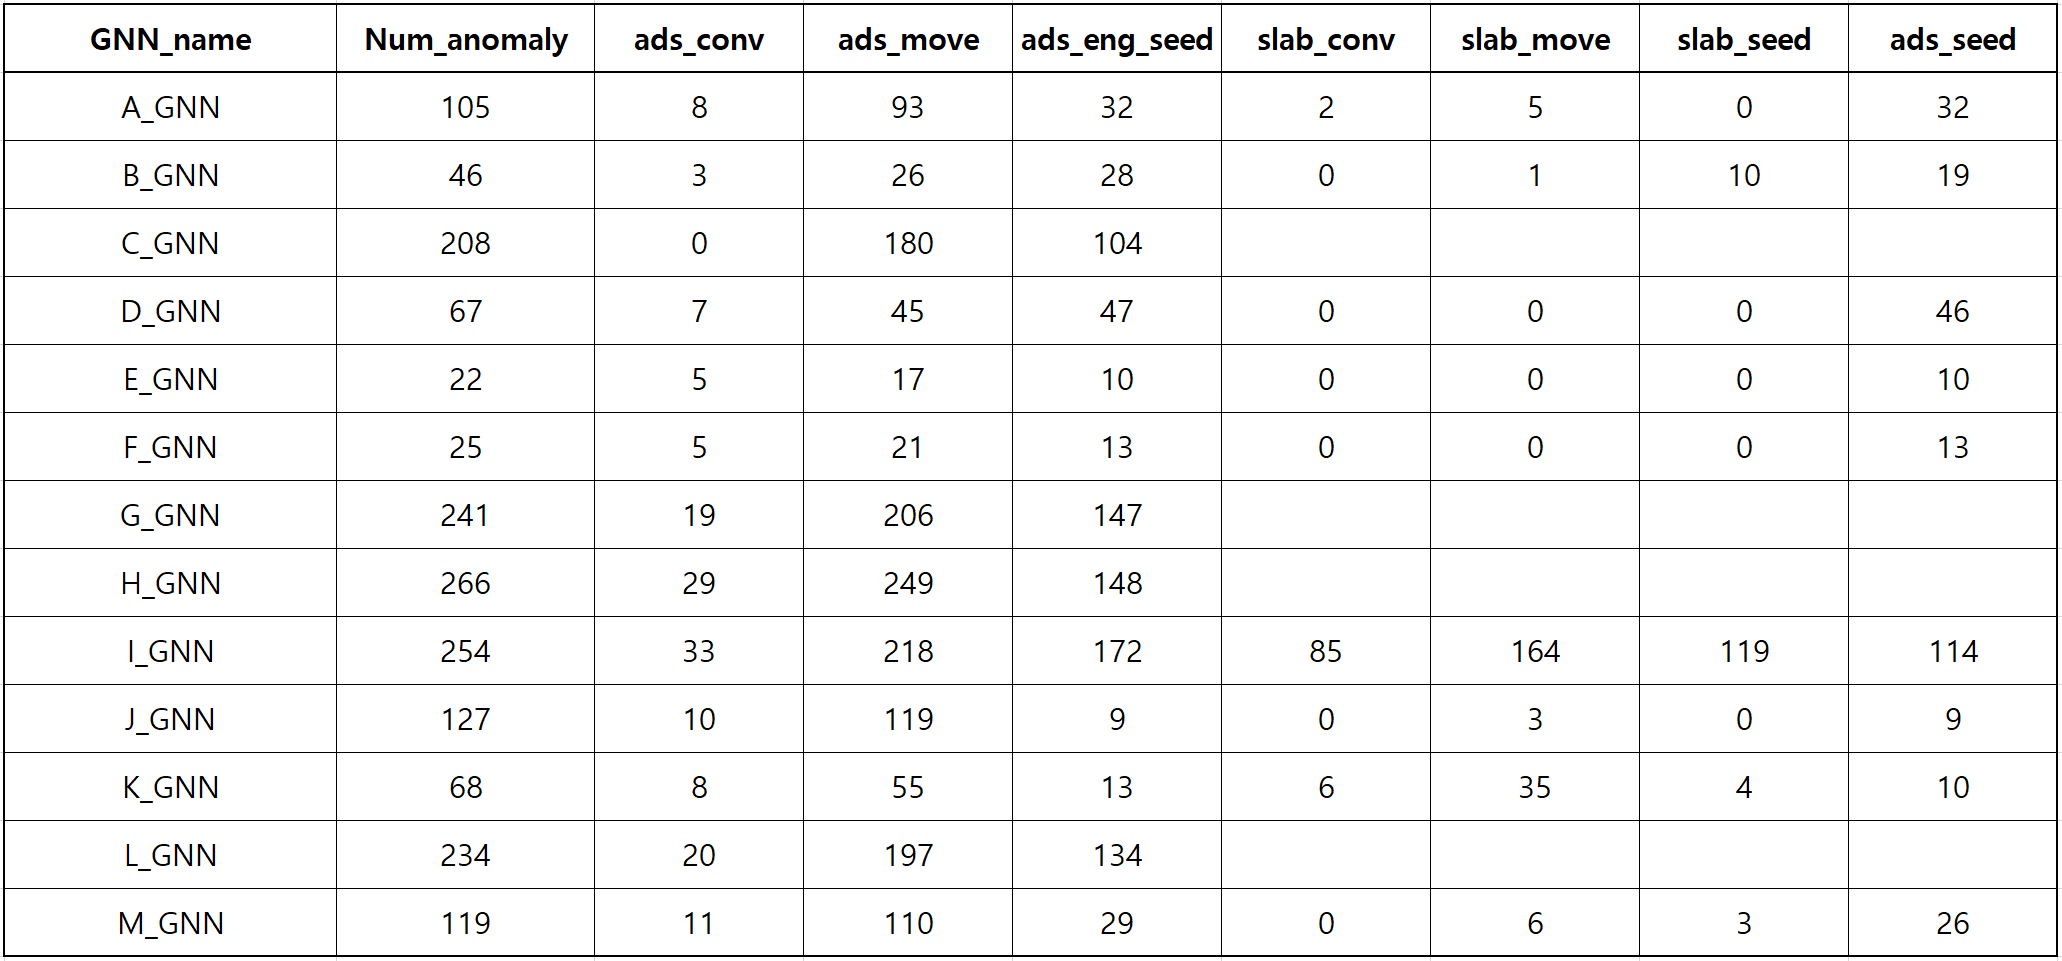 GNN_name Num_anomaly ads_conv ads_move ads_eng_seed slab_conv slab_move slab_seed ads_seed
A_GNN 105 8 93 32 2 5 0 32
B_GNN 46 3 26 28 0 1 10 19
C_GNN 208 0 180 104
D_GNN 67 7 45 47 0 0 0 46
E_GNN 22 5 17 10 0 0 0 10
F_GNN 25 5 21 13 0 0 0 13
G_GNN 241 19 206 147
H_GNN 266 29 249 148
I_GNN 254 33 218 172 85 164 119 114
J_GNN 127 10 119 9 0 3 0 9
K_GNN 68 8 55 13 6 35 4 10
L_GNN 234 20 197 134
M_GNN 119 11 110 29 0 6 3 26